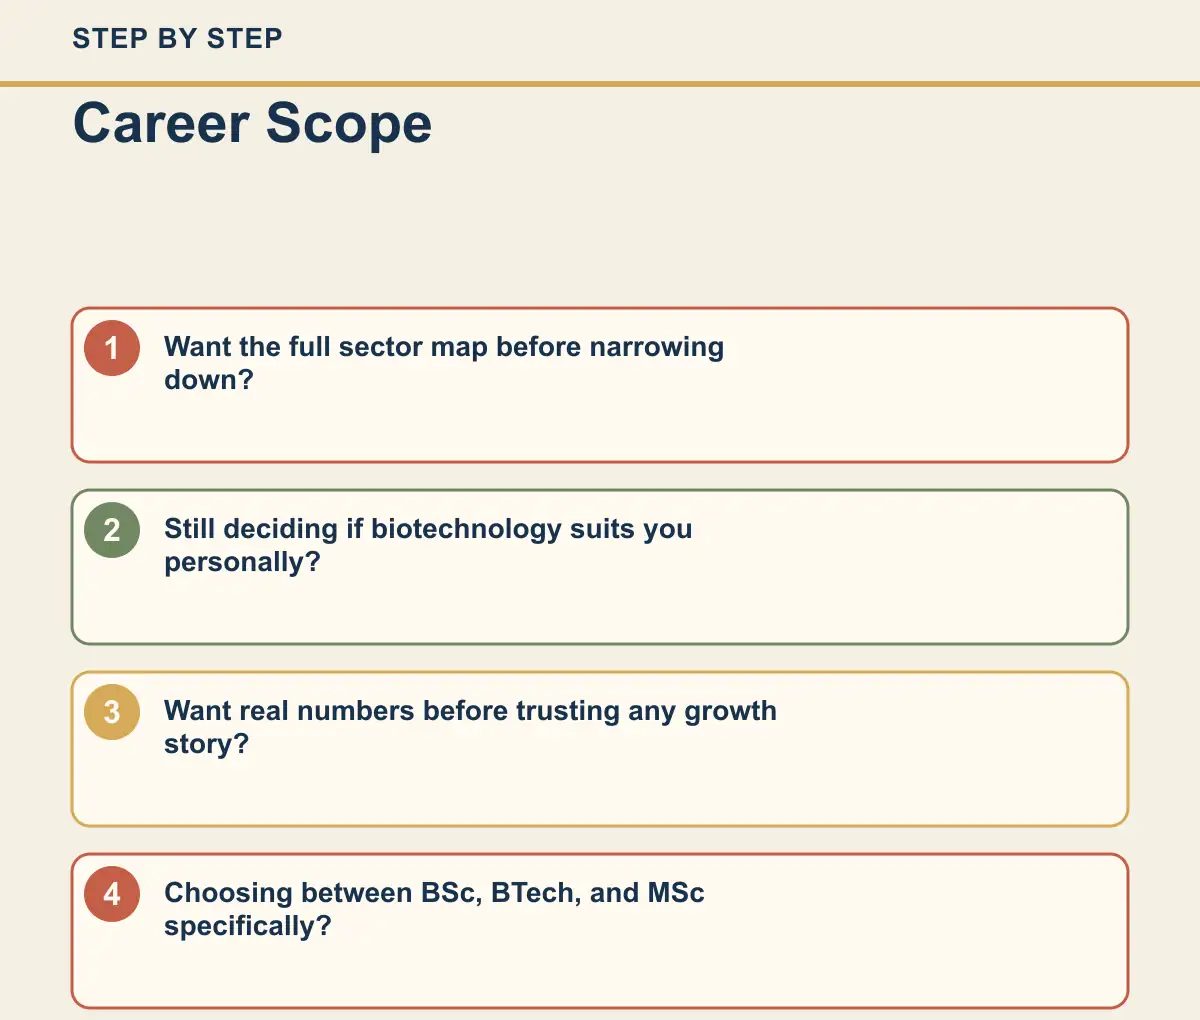 STEP BY STEP
Career Scope
1
Want the full sector map before narrowing
down?
2
Still deciding if biotechnology suits you
personally?
3
Want real numbers before trusting any growth
story?
4
Choosing between BSc, BTech, and MSc
specifically?